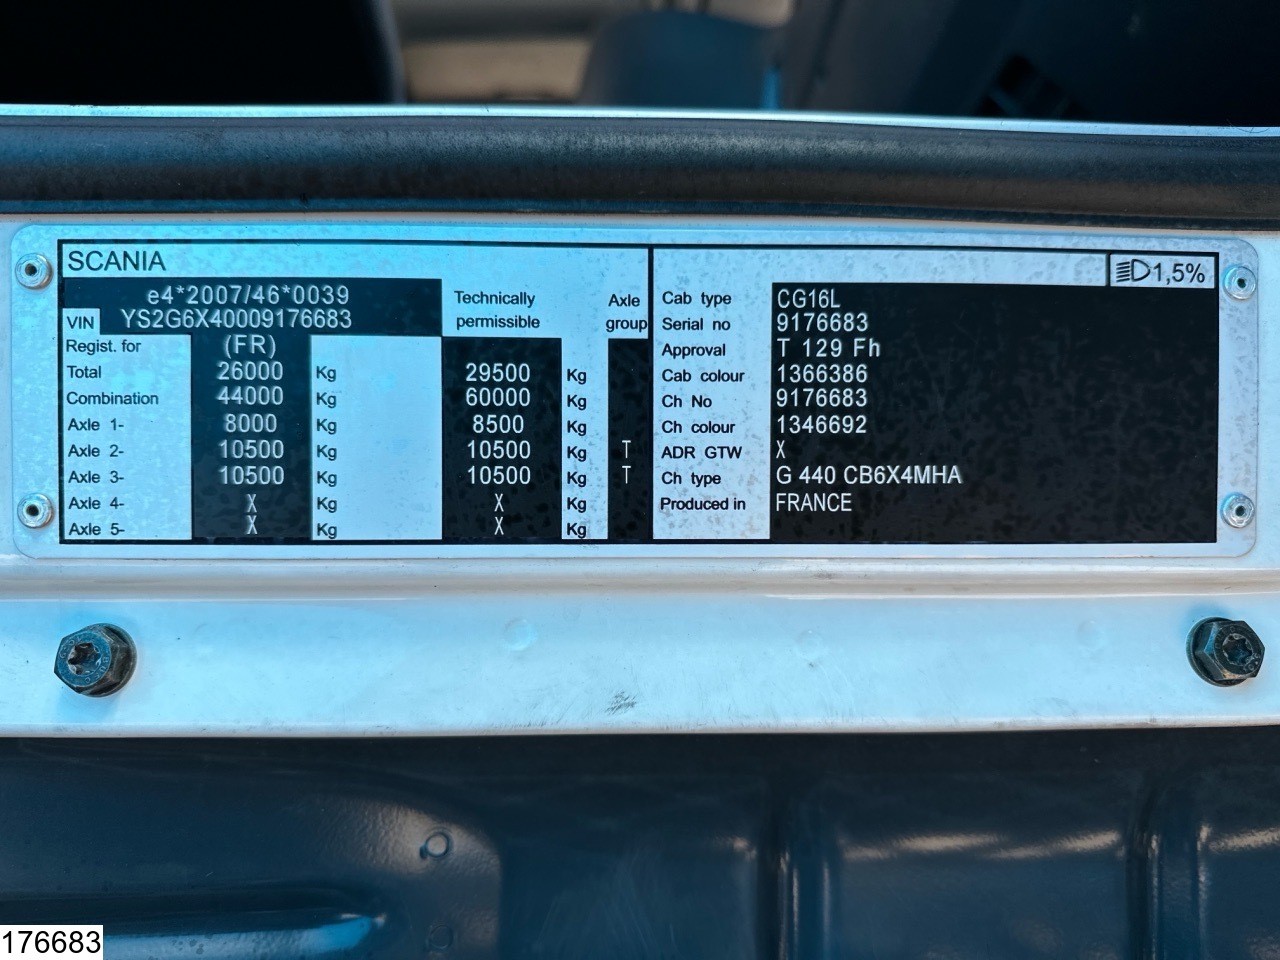 SCANIA
1,5%
e4*2007/46*0039
VIN YS2G6X40009176683
Technically permissible
Axle group
Regist. for (FR)
Total 26000 Kg 29500 Kg
Combination 44000 Kg 60000 Kg
Axle 1- 8000 Kg 8500 Kg
Axle 2- 10500 Kg 10500 Kg T
Axle 3- 10500 Kg 10500 Kg T
Axle 4- X Kg X Kg
Axle 5- X Kg X Kg
Cab type CG16L
Serial no 9176683
Approval T 129 Fh
Cab colour 1366386
Ch No 9176683
Ch colour 1346692
ADR GTW X
Ch type G 440 CB6X4MHA
Produced in FRANCE
176683